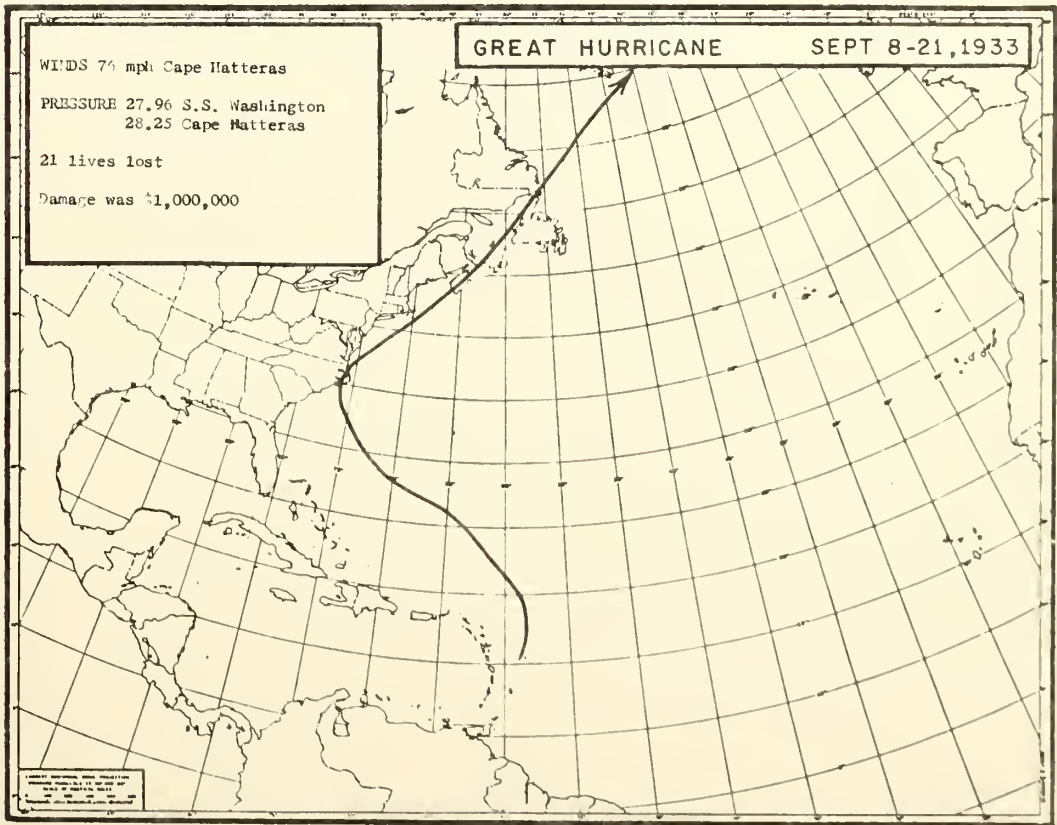 GREAT HURRICANE SEPT 8-21, 1933
WINDS 76 mph Cape Hatteras
PRESSURE 27.96 S.S. Washington
28.25 Cape Hatteras
21 lives lost
Damage was $1,000,000